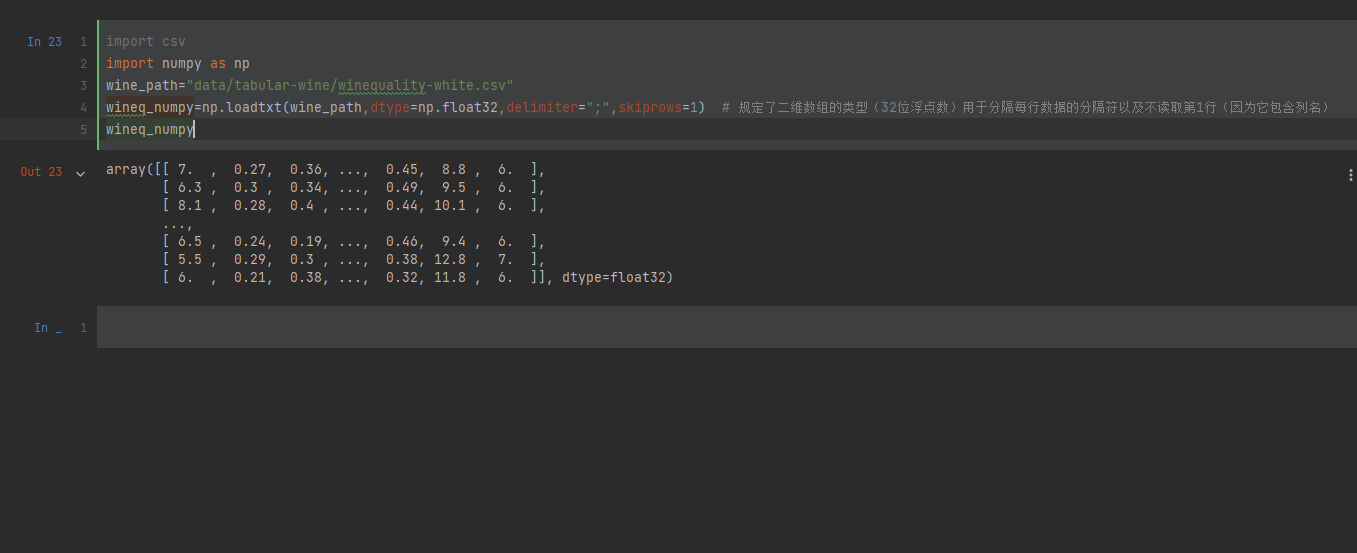 In 23 1 import csv
2 import numpy as np
3 wine_path="data/tabular-wine/winequality-white.csv"
4 wineq_numpy=np.loadtxt(wine_path,dtype=np.float32,delimiter=";",skiprows=1)  # 规定了二维数组的类型（32位浮点数）用于分隔每行数据的分隔符以及不读取第1行（因为它包含列名）
5 wineq_numpy
Out 23 array([[ 7.  ,  0.27,  0.36, ...,  0.45,  8.8 ,  6.  ],
[ 6.3 ,  0.3 ,  0.34, ...,  0.49,  9.5 ,  6.  ],
[ 8.1 ,  0.28,  0.4 , ...,  0.44, 10.1 ,  6.  ],
...,
[ 6.5 ,  0.24,  0.19, ...,  0.46,  9.4 ,  6.  ],
[ 5.5 ,  0.29,  0.3 , ...,  0.38, 12.8 ,  7.  ],
[ 6.  ,  0.21,  0.38, ...,  0.32, 11.8 ,  6.  ]], dtype=float32)
In _ 1